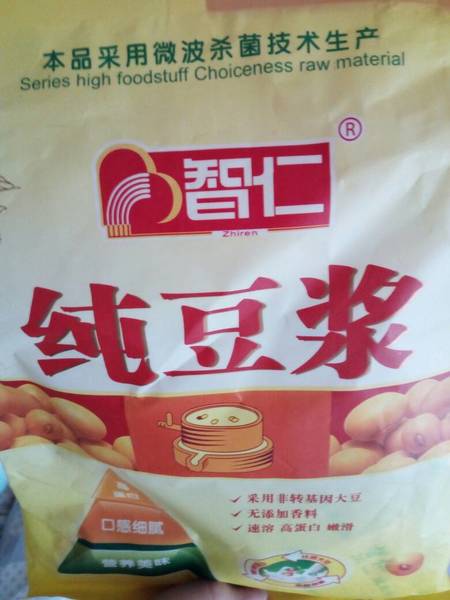 本品采用微波杀菌技术生产
Series high foodstuff Choiceness raw material
®
智仁
Zhiren
纯豆浆
采用非转基因大豆
无添加香料
速溶 高蛋白 嫩滑
口感细腻
营养美味